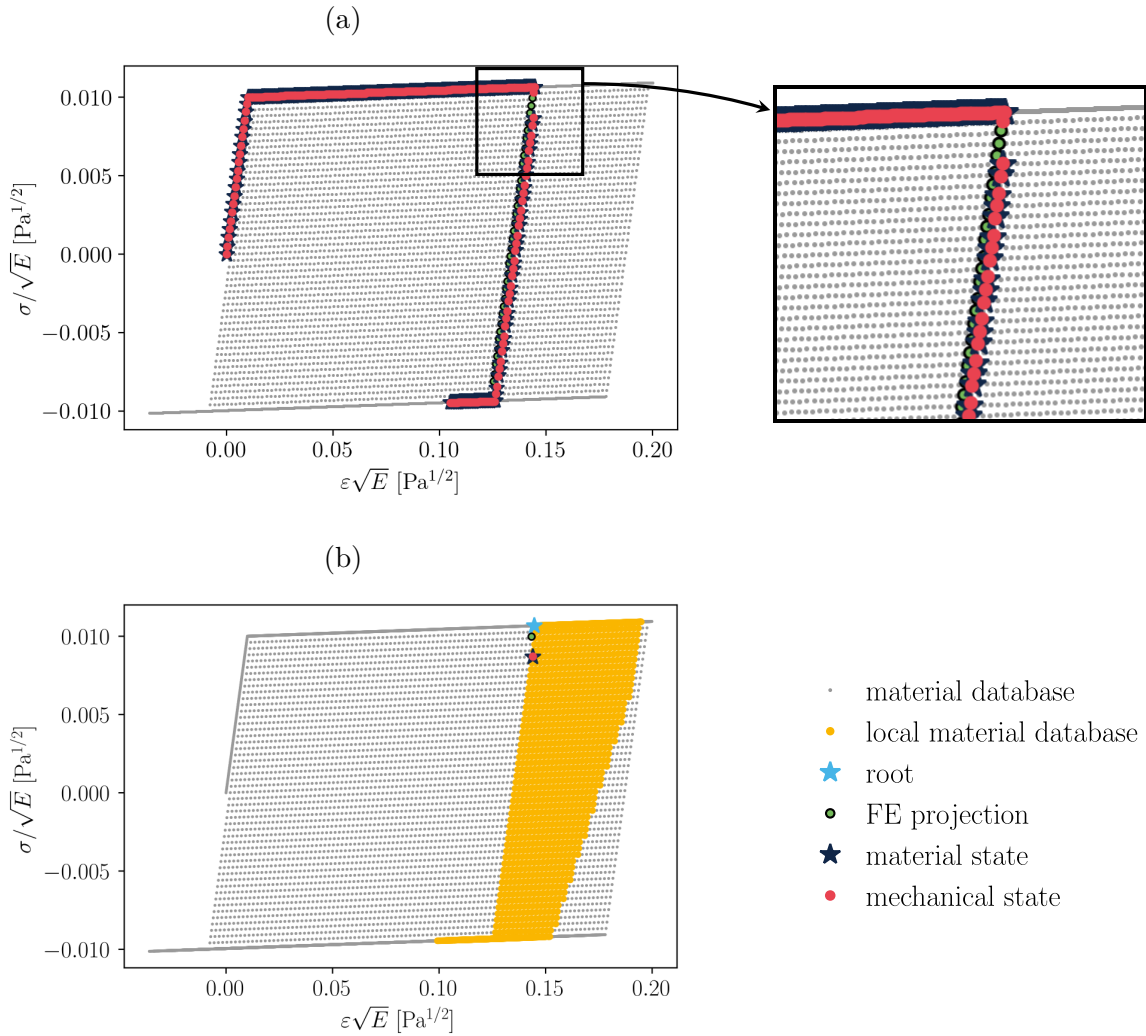 (a)
0.010
0.005
0.000
−0.005
−0.010
σ/√E [Pa^{1/2}]
0.00 0.05 0.10 0.15 0.20
ε√E [Pa^{1/2}]
(b)
0.010
0.005
0.000
−0.005
−0.010
σ/√E [Pa^{1/2}]
0.00 0.05 0.10 0.15 0.20
ε√E [Pa^{1/2}]
material database
local material database
root
FE projection
material state
mechanical state